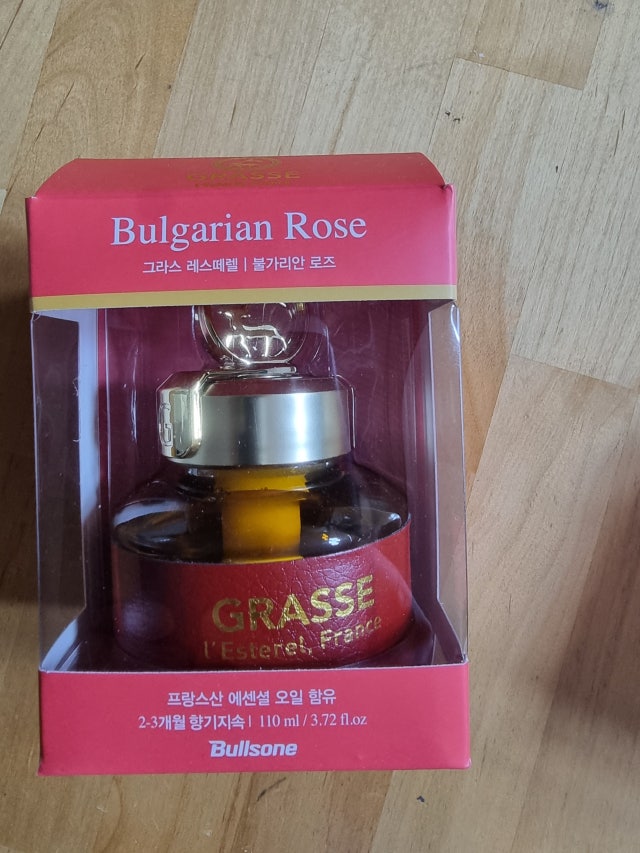 GRASSE
Bulgarian Rose
그라스 레스떼렐 | 불가리안 로즈
GRASSE
l'Esterel, France
프랑스산 에센셜 오일 함유
2-3개월 향기지속 | 110 ml / 3.72 fl.oz
Bullsone